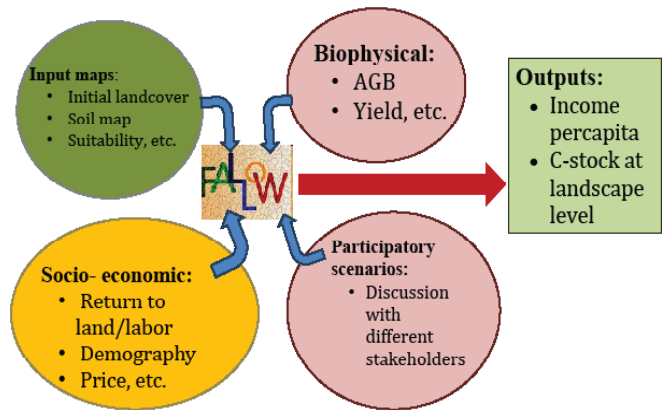 Input maps:
• Initial landcover
• Soil map
• Suitability, etc.
Biophysical:
• AGB
• Yield, etc.
FALLOW
Outputs:
• Income
percapita
• C-stock at
landscape
level
Socio- economic:
• Return to
land/labor
• Demography
• Price, etc.
Participatory
scenarios:
• Discussion
with
different
stakeholders